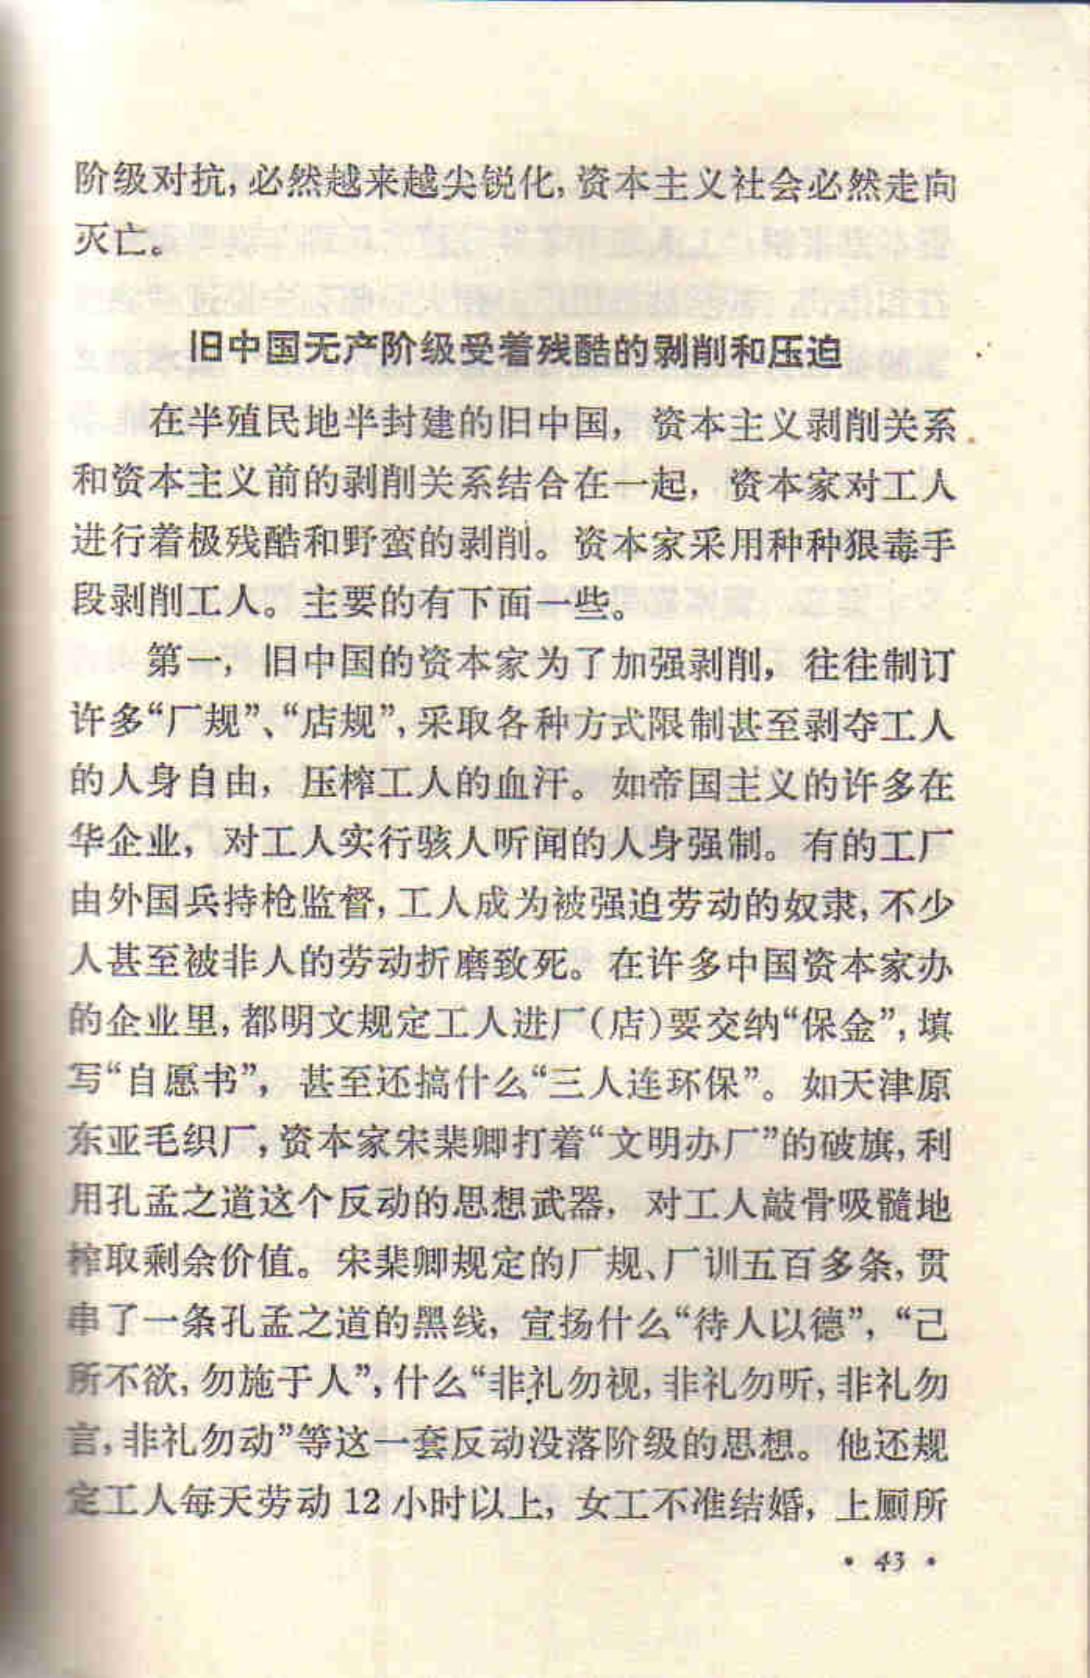 阶级对抗，必然越来越尖锐化，资本主义社会必然走向
灭亡。
旧中国无产阶级受着残酷的剥削和压迫
在半殖民地半封建的旧中国，资本主义剥削关系
和资本主义前的剥削关系结合在一起，资本家对工人
进行着极残酷和野蛮的剥削。资本家采用种种狠毒手
段剥削工人。主要的有下面一些。
第一，旧中国的资本家为了加强剥削，往往制订
许多“厂规”、“店规”，采取各种方式限制甚至剥夺工人
的人身自由，压榨工人的血汗。如帝国主义的许多在
华企业，对工人实行骇人听闻的人身强制。有的工厂
由外国兵持枪监督，工人成为被强迫劳动的奴隶，不少
人甚至被非人的劳动折磨致死。在许多中国资本家办
的企业里，都明文规定工人进厂（店）要交纳“保金”，填
写“自愿书”，甚至还搞什么“三人连环保”。如天津原
东亚毛织厂，资本家宋棐卿打着“文明办厂”的破旗，利
用孔孟之道这个反动的思想武器，对工人敲骨吸髓地
榨取剩余价值。宋棐卿规定的厂规、厂训五百多条，贯
串了一条孔孟之道的黑线，宣扬什么“待人以德”，“己
所不欲，勿施于人”，什么“非礼勿视，非礼勿听，非礼勿
言，非礼勿动”等这一套反动没落阶级的思想。他还规
定工人每天劳动12小时以上，女工不准结婚，上厕所
·43·